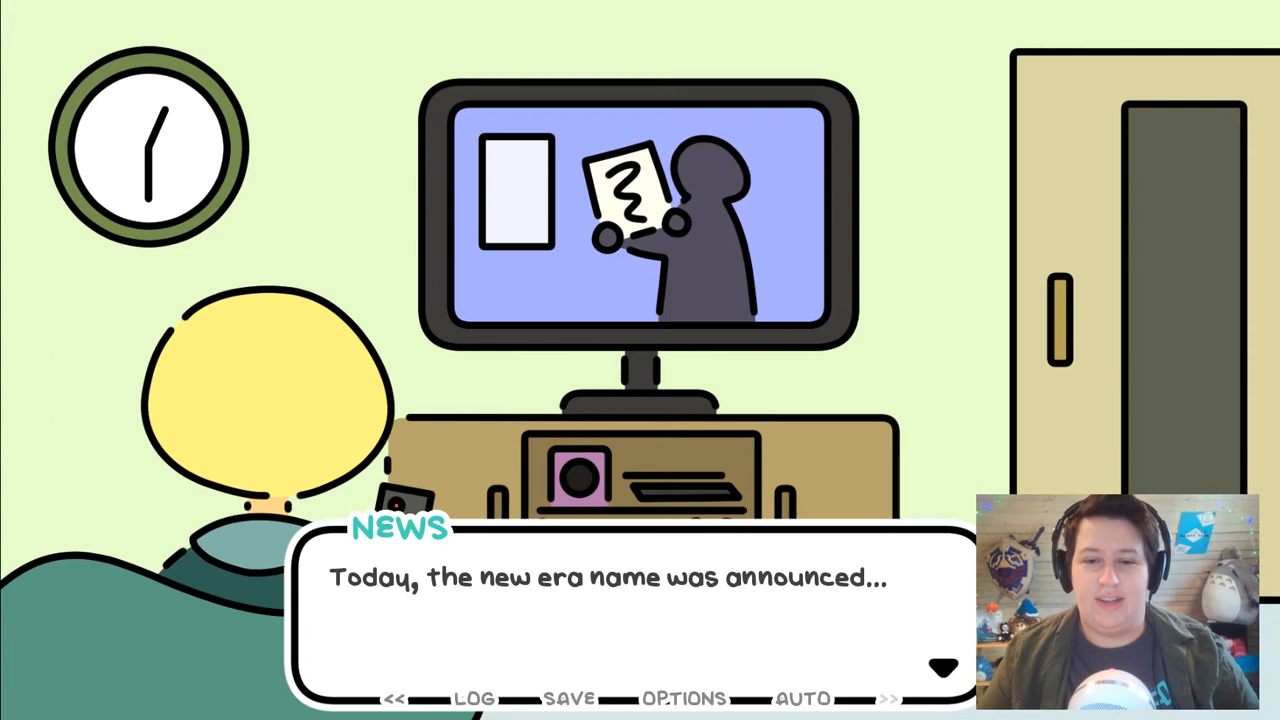 NEWS
Today, the new era name was announced...
<< LOG SAVE OPTIONS AUTO >>